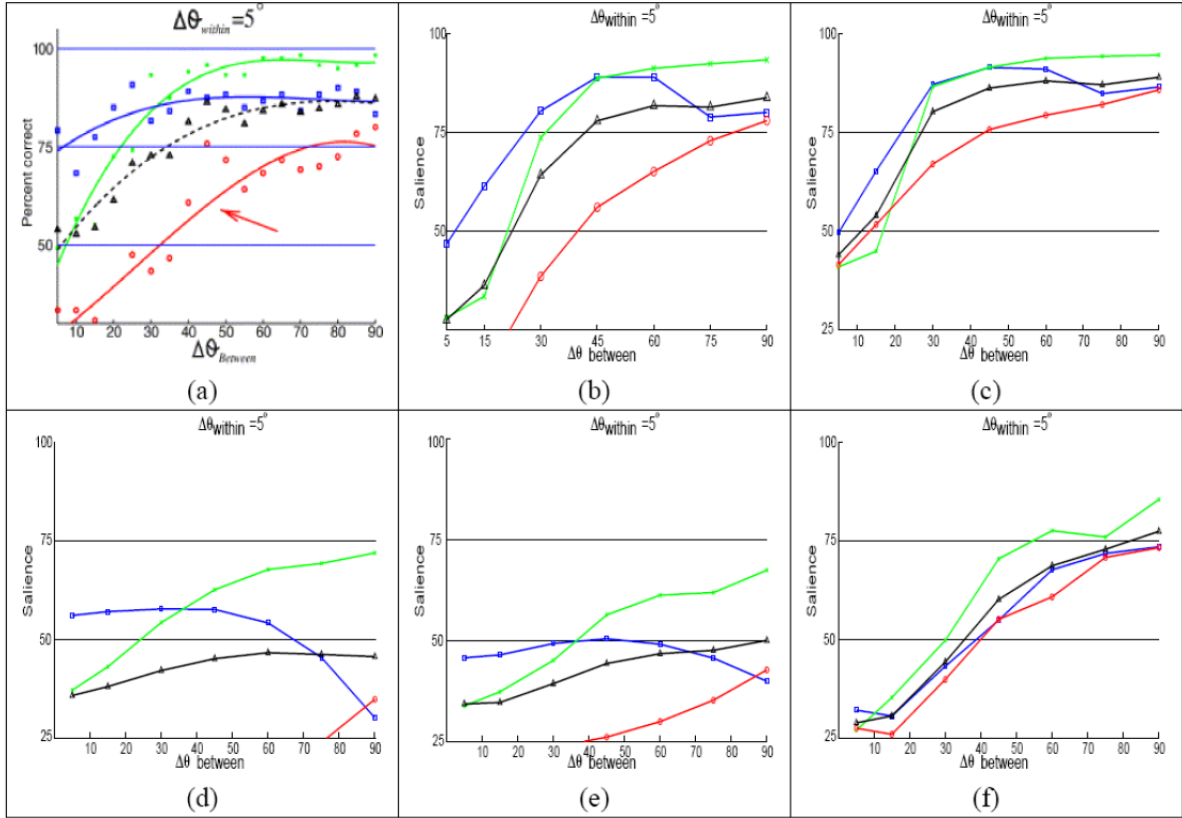 Δθwithin=5°
100
75
50
Percent correct
10 20 30 40 50 60 70 80 90
ΔθBetween
(a)
Δθwithin =5°
100
75
50
25
Salience
5 15 30 45 60 75 90
Δθ between
(b)
Δθwithin =5°
100
75
50
25
Salience
10 20 30 40 50 60 70 80 90
Δθ between
(c)
Δθwithin =5°
100
75
50
25
Salience
10 20 30 40 50 60 70 80 90
Δθ between
(d)
Δθwithin =5°
100
75
50
25
Salience
10 20 30 40 50 60 70 80 90
Δθ between
(e)
Δθwithin =5°
100
75
50
25
Salience
10 20 30 40 50 60 70 80 90
Δθ between
(f)